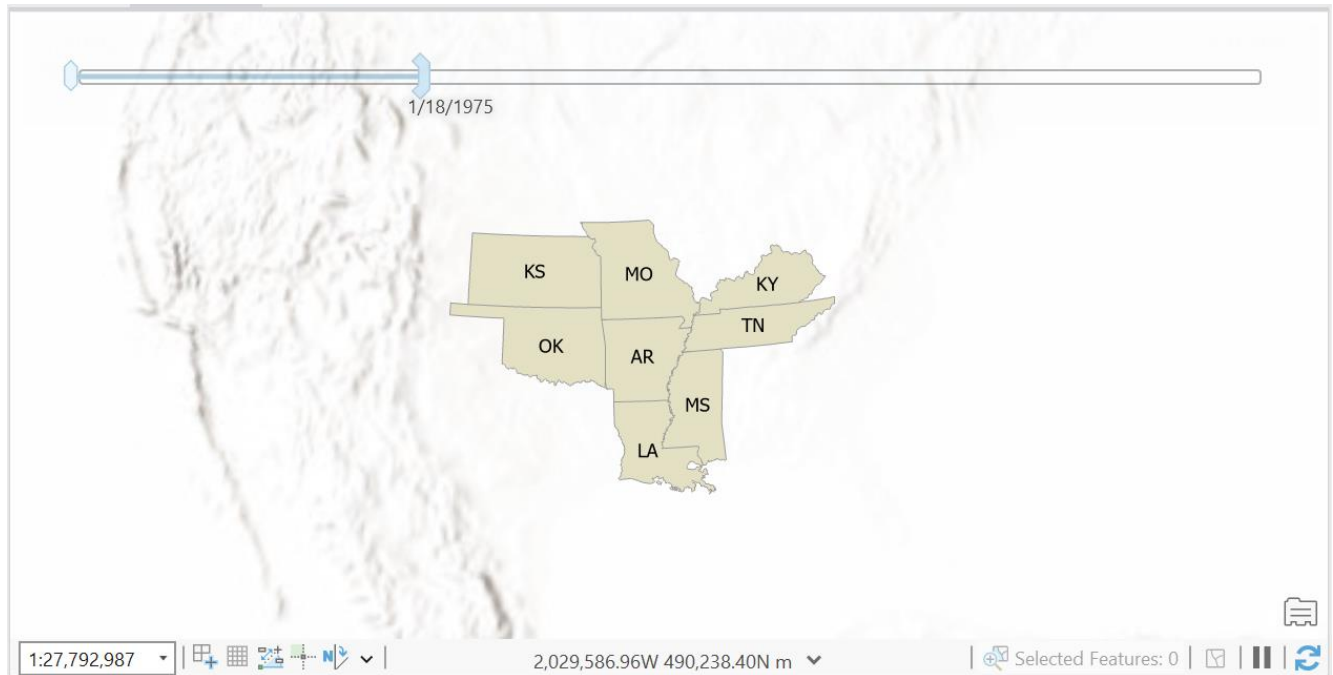 1/18/1975
KS
MO
KY
TN
OK
AR
MS
LA
1:27,792,987
N
2,029,586.96W 490,238.40N m
Selected Features: 0